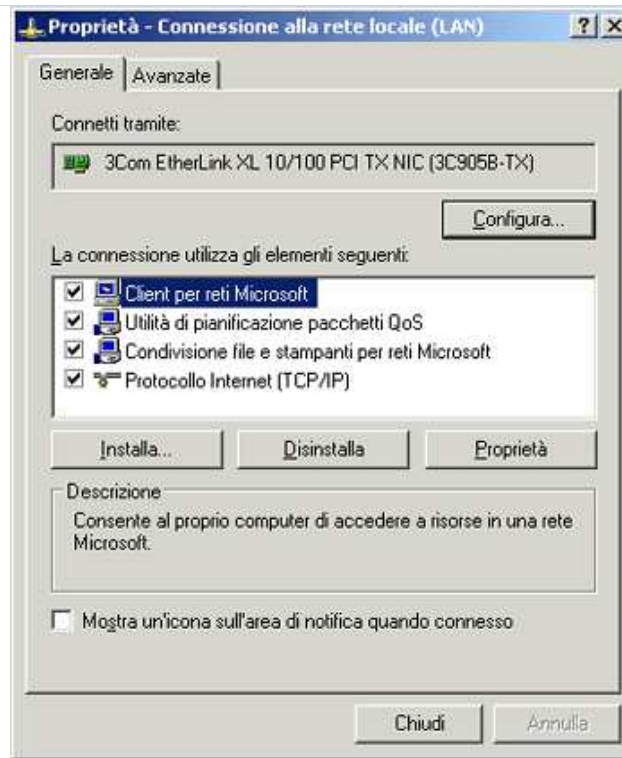 Proprietà - Connessione alla rete locale (LAN)
Generale
Avanzate
Connetti tramite:
3Com EtherLink XL 10/100 PCI TX NIC (3C905B-TX)
Configura...
La connessione utilizza gli elementi seguenti:
Client per reti Microsoft
Utilità di pianificazione pacchetti QoS
Condivisione file e stampanti per reti Microsoft
Protocollo Internet (TCP/IP)
Installa...
Disinstalla
Proprietà
Descrizione
Consente al proprio computer di accedere a risorse in una rete
Microsoft.
Mostra un'icona sull'area di notifica quando connesso
Chiudi
Annulla